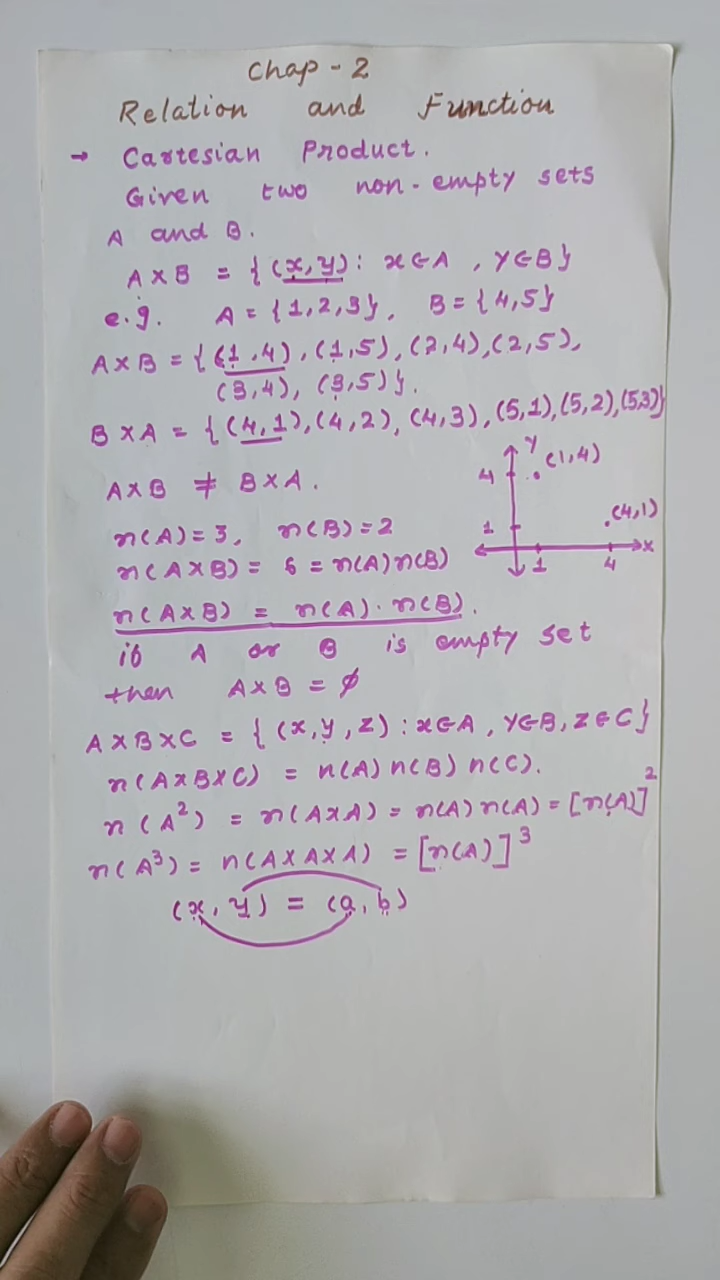 Chap - 2
Relation and Function
→ Cartesian Product.
Given two non-empty sets
A and B.
A × B = { (x, y) : x ∈ A , y ∈ B }
e.g. A = {1, 2, 3}, B = {4, 5}
A × B = { (1, 4), (1, 5), (2, 4), (2, 5),
(3, 4), (3, 5) }.
B × A = { (4, 1), (4, 2), (4, 3), (5, 1), (5, 2), (5 3) }
A × B ≠ B × A.
Y
(1, 4)
4
(4, 1)
1
X
1 4
n(A) = 3, n(B) = 2
n(A × B) = 6 = n(A) n(B)
n(A × B) = n(A) · n(B).
if A or B is empty set
then A × B = ϕ
A × B × C = { (x, y, z) : x ∈ A , y ∈ B, z ∈ C }
n(A × B × C) = n(A) n(B) n(C).
n(A²) = n(A × A) = n(A) n(A) = [n(A)]²
n(A³) = n(A × A × A) = [n(A)]³
(x, y) = (a, b)